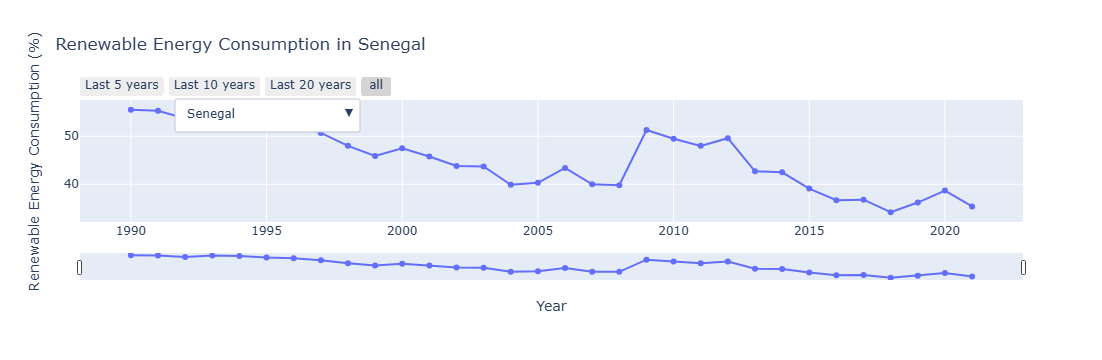 Renewable Energy Consumption in Senegal
Last 5 years Last 10 years Last 20 years all
Senegal ▼
Renewable Energy Consumption (%)
50
40
1990 1995 2000 2005 2010 2015 2020
Year